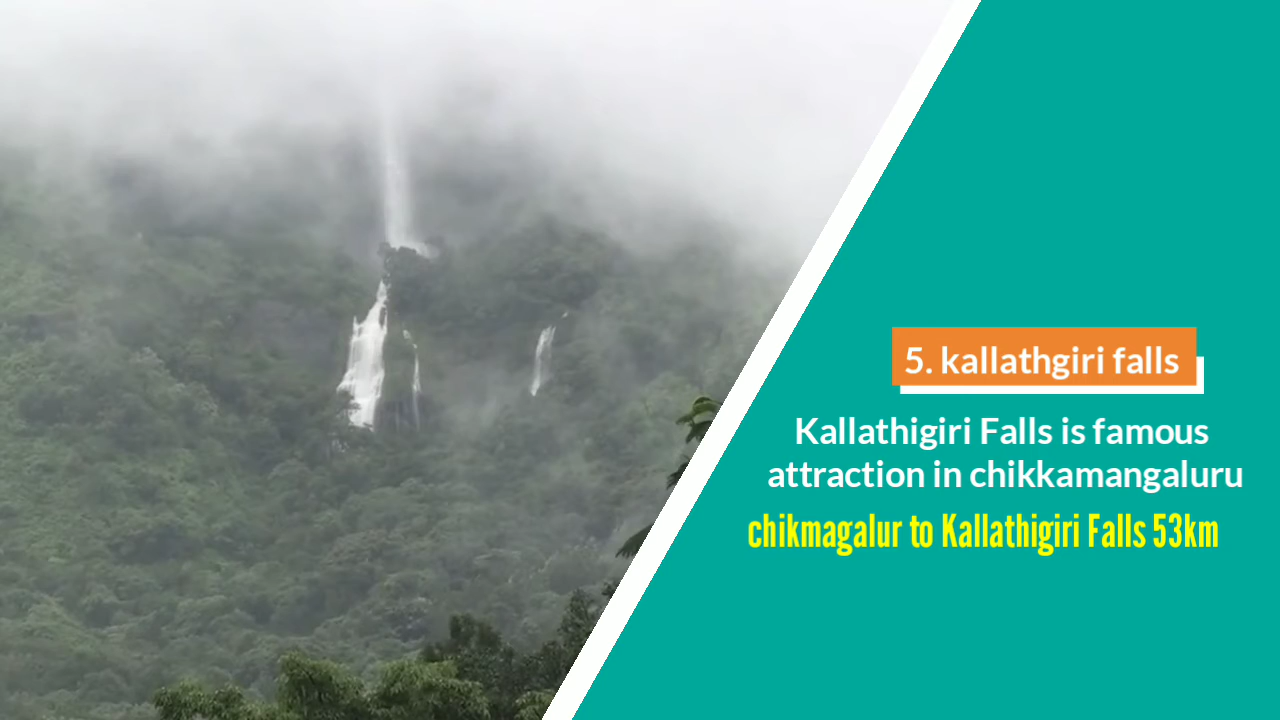 5. kallathgiri falls
Kallathigiri Falls is famous
attraction in chikkamangaluru
chikmagalur to Kallathigiri Falls 53km